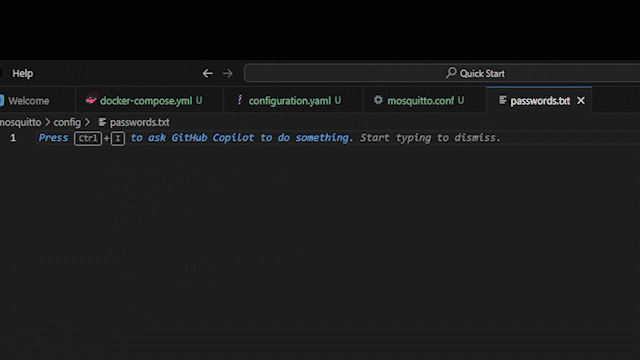 Help
Quick Start
Welcome docker-compose.yml U configuration.yaml U mosquitto.conf U passwords.txt
mosquitto > config > passwords.txt
1 Press Ctrl+I to ask GitHub Copilot to do something. Start typing to dismiss.